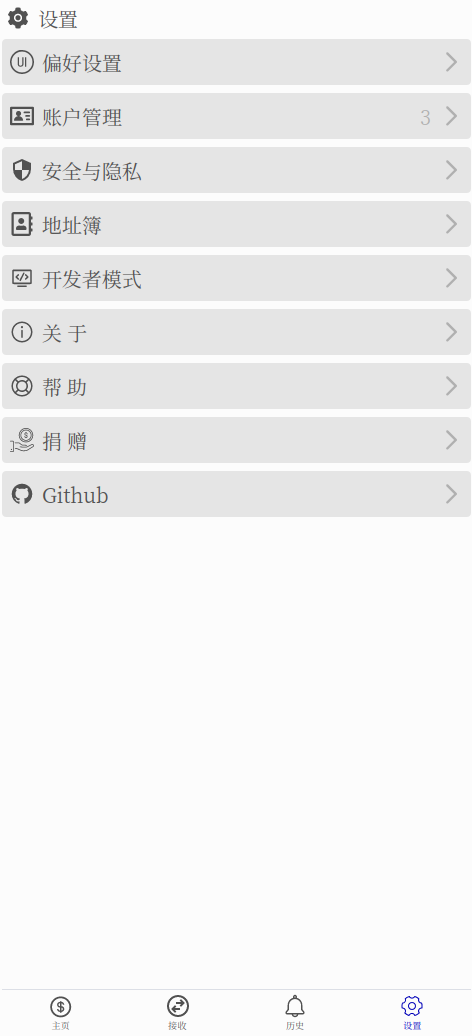 设置
UI 偏好设置
账户管理 3
安全与隐私
地址簿
开发者模式
关 于
帮 助
捐 赠
Github
主页 接收 历史 设置